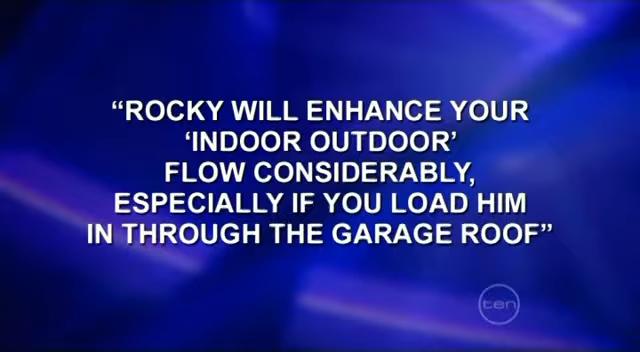 “ROCKY WILL ENHANCE YOUR
‘INDOOR OUTDOOR’
FLOW CONSIDERABLY,
ESPECIALLY IF YOU LOAD HIM
IN THROUGH THE GARAGE ROOF”
ten